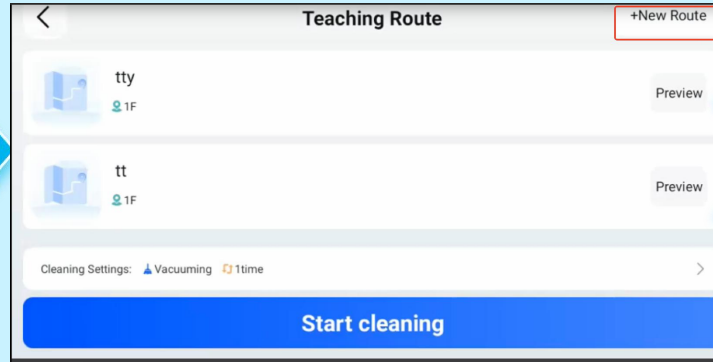 Teaching Route
+New Route
tty
1F
Preview
tt
1F
Preview
Cleaning Settings: Vacuuming 1time
Start cleaning